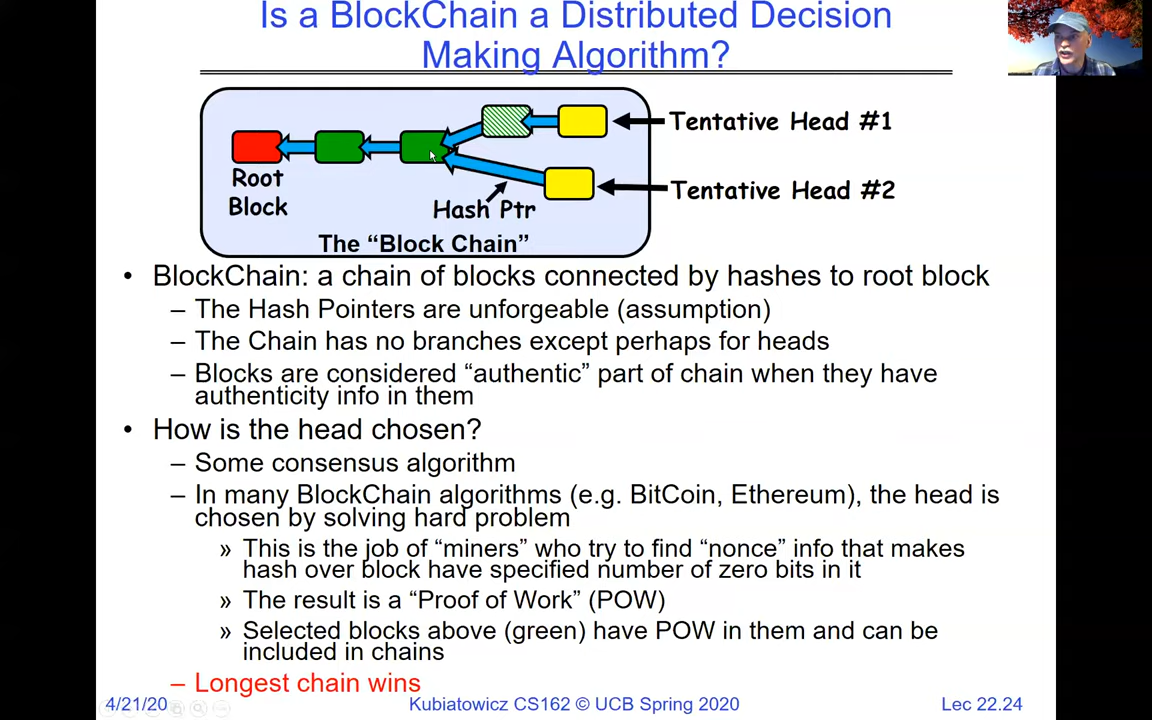 Is a BlockChain a Distributed Decision
Making Algorithm?
Tentative Head #1
Root
Block
Tentative Head #2
Hash Ptr
The “Block Chain”
• BlockChain: a chain of blocks connected by hashes to root block
– The Hash Pointers are unforgeable (assumption)
– The Chain has no branches except perhaps for heads
– Blocks are considered “authentic” part of chain when they have
authenticity info in them
• How is the head chosen?
– Some consensus algorithm
– In many BlockChain algorithms (e.g. BitCoin, Ethereum), the head is
chosen by solving hard problem
» This is the job of “miners” who try to find “nonce” info that makes
hash over block have specified number of zero bits in it
» The result is a “Proof of Work” (POW)
» Selected blocks above (green) have POW in them and can be
included in chains
– Longest chain wins
4/21/20
Kubiatowicz CS162 © UCB Spring 2020
Lec 22.24